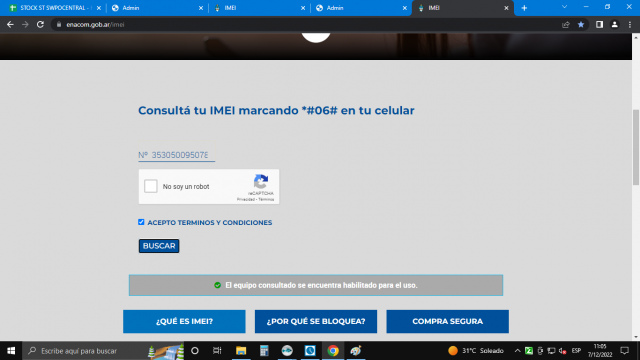 STOCK ST SWPOCENTRAL -
Admin
IMEI
Admin
IMEI
enacom.gob.ar/imei
Consultá tu IMEI marcando *#06# en tu celular
Nº 35305009507
No soy un robot
reCAPTCHA
Privacidad - Términos
ACEPTO TERMINOS Y CONDICIONES
BUSCAR
El equipo consultado se encuentra habilitado para el uso.
¿QUÉ ES IMEI?
¿POR QUÉ SE BLOQUEA?
COMPRA SEGURA
Escribe aquí para buscar
31°C Soleado
ESP
11:05
7/12/2022